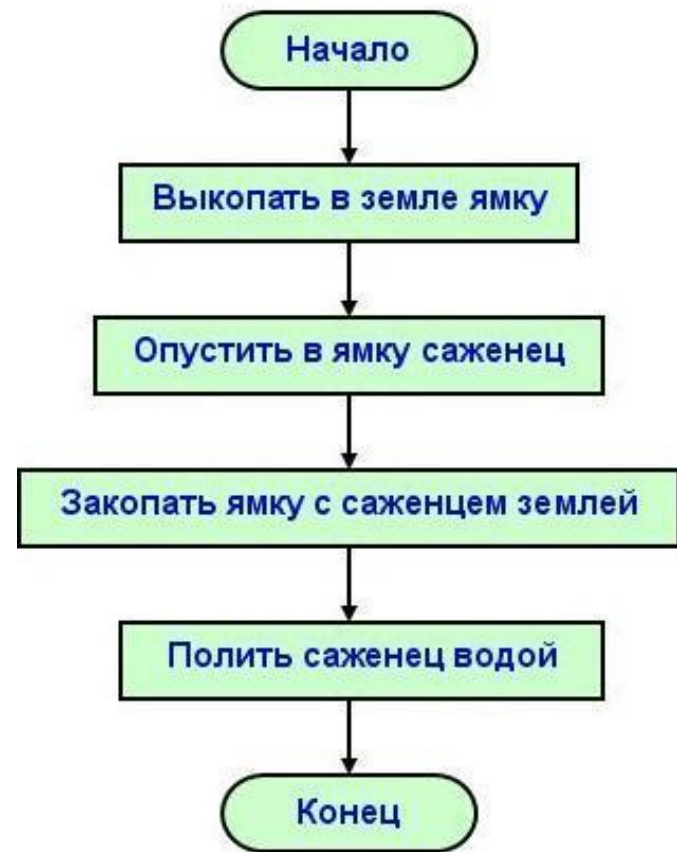 Начало
Выкопать в земле ямку
Опустить в ямку саженец
Закопать ямку с саженцем землей
Полить саженец водой
Конец